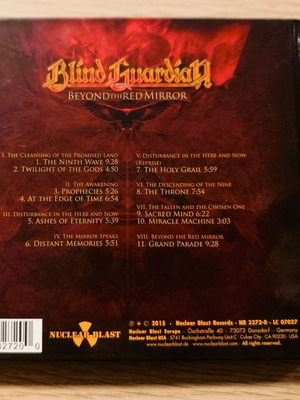 Blind Guardian
Beyond the Red Mirror
I. The Cleansing of the Promised Land
1. The Ninth Wave 9:28
2. Twilight of the Gods 4:50
II. The Awakening
3. Prophecies 5:26
4. At the Edge of Time 6:54
III. Disturbance in the Here and Now
5. Ashes of Eternity 5:39
IV. The Mirror Speaks
6. Distant Memories 5:51
V. Disturbance in the Here and Now
(reprise)
7. The Holy Grail 5:59
VI. The Descending of the Nine
8. The Throne 7:54
VII. The Fallen and the Chosen One
9. Sacred Mind 6:22
10. Miracle Machine 3:03
VIII. Beyond the Red Mirror
11. Grand Parade 9:28
NUCLEAR BLAST
℗ + © 2015 · Nuclear Blast Records · NB 3272-0 · LC 07027
Nuclear Blast Europe Öschstraße 40 73072 Donzdorf Germany
Nuclear Blast USA 5741 Buckingham Parkway Unit C Culver City CA 90230 USA
www.nuclearblast.de All rights reserved.
32720 0